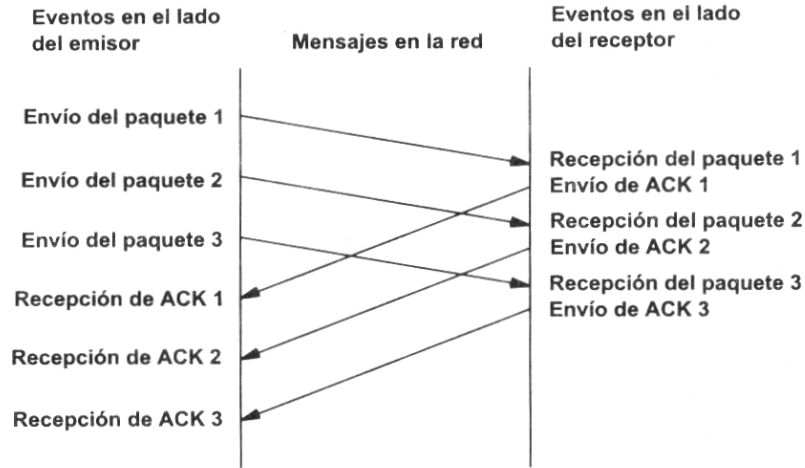 Eventos en el lado
del emisor
Mensajes en la red
Eventos en el lado
del receptor
Envío del paquete 1
Envío del paquete 2
Envío del paquete 3
Recepción de ACK 1
Recepción de ACK 2
Recepción de ACK 3
Recepción del paquete 1
Envío de ACK 1
Recepción del paquete 2
Envío de ACK 2
Recepción del paquete 3
Envío de ACK 3